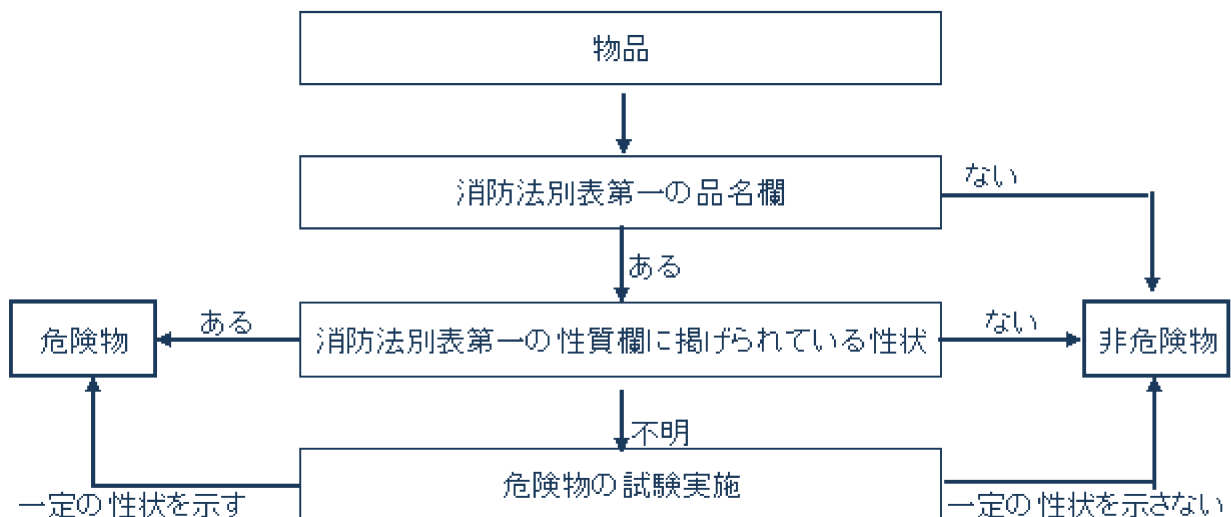 物品
消防法別表第一の品名欄
ない
ある
危険物
ある
消防法別表第一の性質欄に掲げられている性状
ない
非危険物
不明
危険物の試験実施
一定の性状を示す
一定の性状を示さない